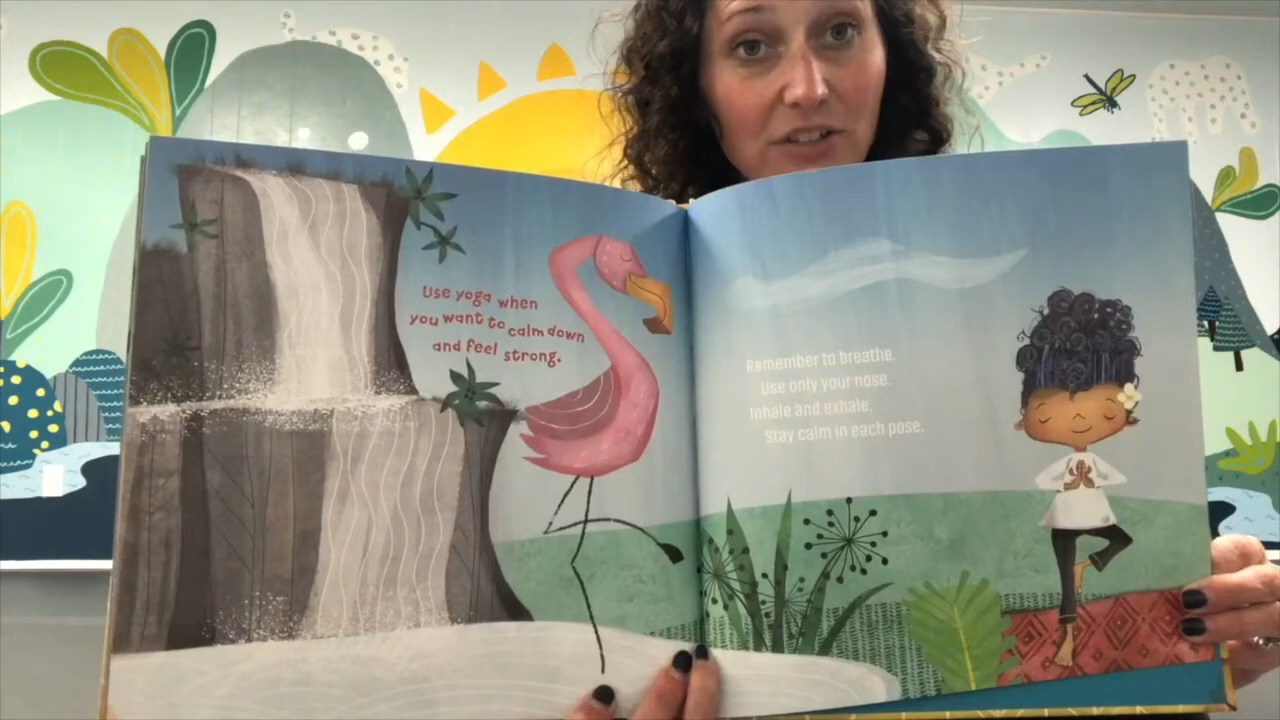 Use yoga when
you want to calm down
and feel strong.
Remember to breathe.
Use only your nose.
Inhale and exhale.
Stay calm in each pose.